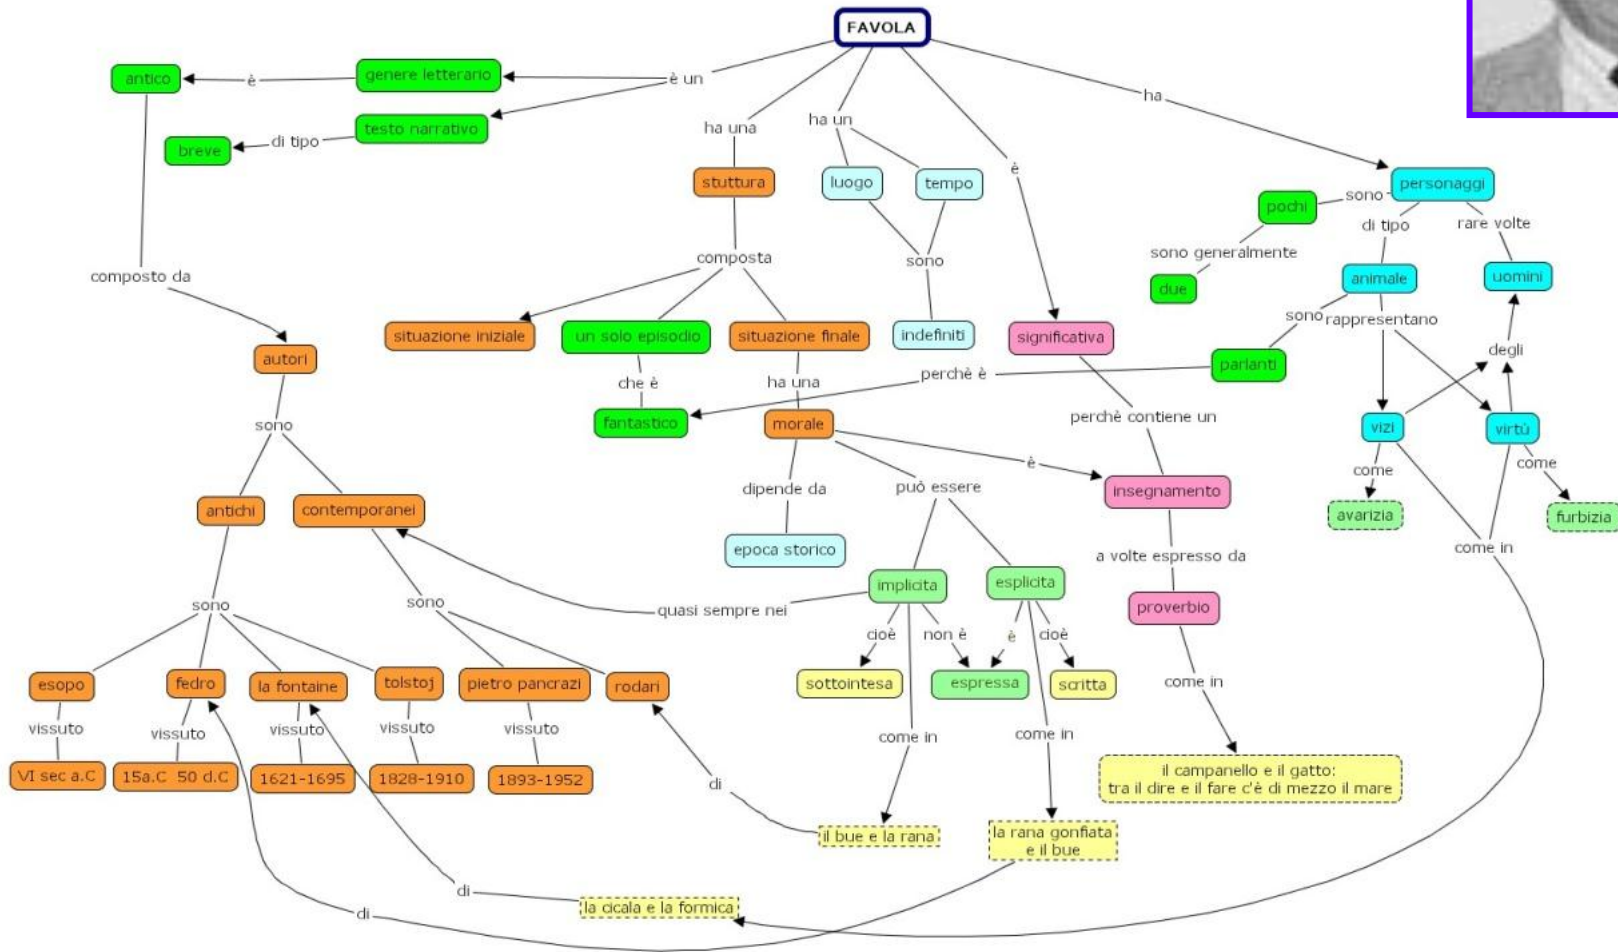 FAVOLA
è un
genere letterario
è
antico
testo narrativo
di tipo
breve
composto da
autori
sono
antichi
contemporanei
sono
esopo
fedro
la fontaine
tolstoj
vissuto
vissuto
vissuto
vissuto
VI sec a.C
15a.C 50 d.C
1621-1695
1828-1910
sono
pietro pancrazi
rodari
vissuto
1893-1952
ha una
stuttura
composta
situazione iniziale
un solo episodio
situazione finale
che è
fantastico
ha una
morale
dipende da
epoca storico
può essere
implicita
esplicita
quasi sempre nei
cioè
non è
è
cioè
sottointesa
espressa
scritta
come in
come in
il bue e la rana
la rana gonfiata
e il bue
di
di
di
la cicala e la formica
ha un
luogo
tempo
sono
indefiniti
è
significativa
perchè contiene un
è
insegnamento
a volte espresso da
proverbio
come in
il campanello e il gatto:
tra il dire e il fare c'è di mezzo il mare
ha
personaggi
sono
pochi
sono generalmente
due
di tipo
rare volte
animale
uomini
sono
rappresentano
parlanti
perchè è
degli
vizi
virtù
come
come
avarizia
furbizia
come in